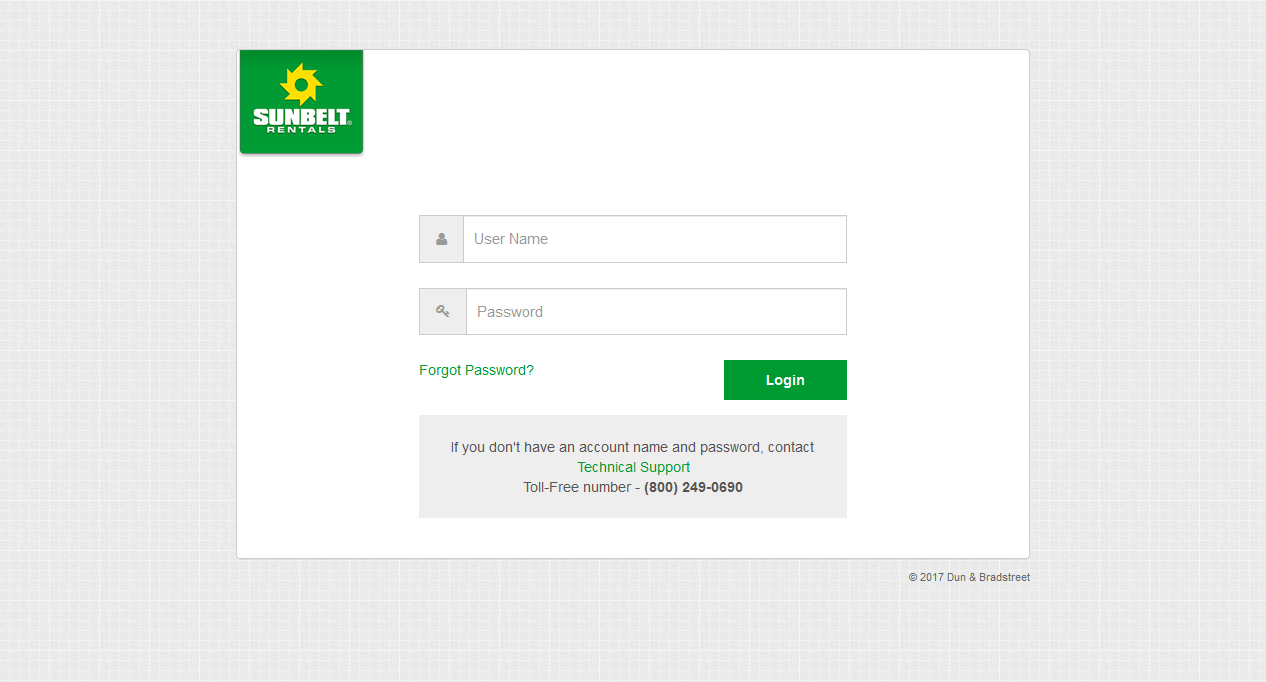 SUNBELT®
RENTALS
User Name
Password
Forgot Password?
Login
If you don't have an account name and password, contact
Technical Support
Toll-Free number - (800) 249-0690
© 2017 Dun & Bradstreet